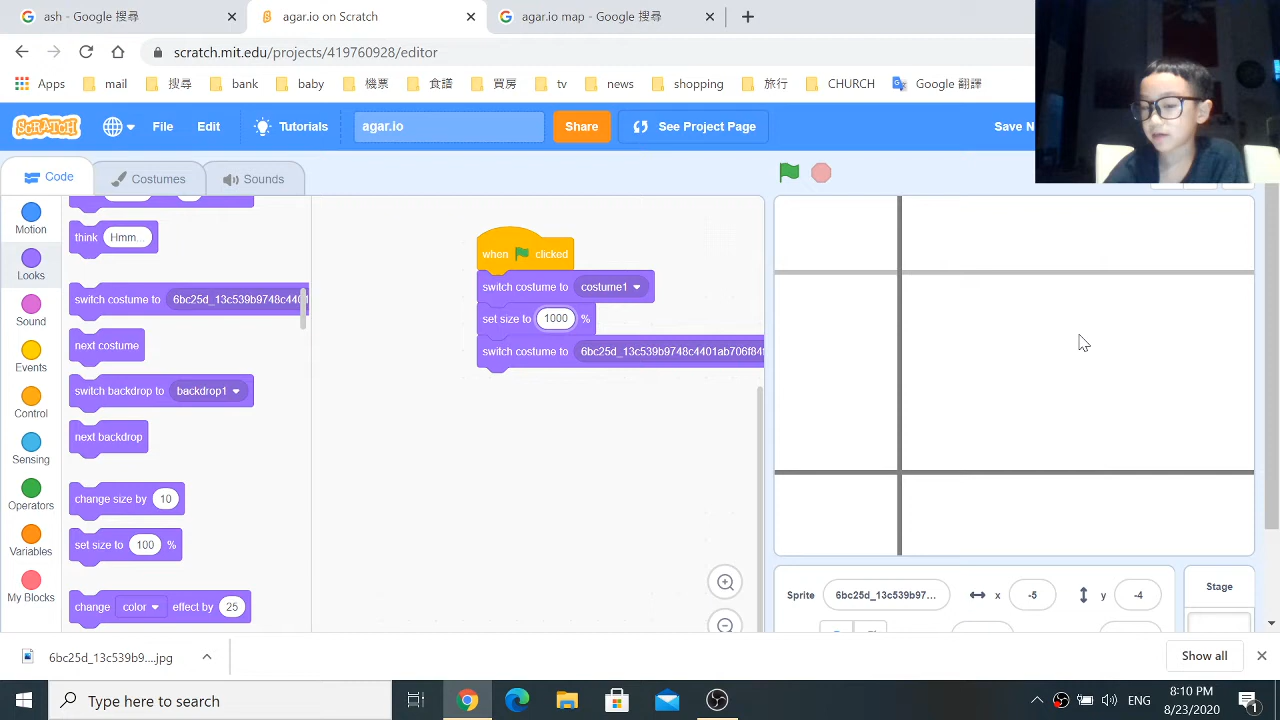 ash - Google 搜尋
agar.io on Scratch
agar.io map - Google 搜尋
scratch.mit.edu/projects/419760928/editor
Apps mail 搜尋 bank baby 機票 食譜 買房 tv news shopping 旅行 CHURCH Google 翻譯
SCRATCH File Edit Tutorials agar.io Share See Project Page Save N
Code Costumes Sounds
Motion
Looks
Sound
Events
Control
Sensing
Operators
Variables
My Blocks
think Hmm...
switch costume to 6bc25d_13c539b9748c4401
next costume
switch backdrop to backdrop1
next backdrop
change size by 10
set size to 100 %
change color effect by 25
when clicked
switch costume to costume1
set size to 1000 %
switch costume to 6bc25d_13c539b9748c4401ab706f84
Sprite 6bc25d_13c539b97... x -5 y -4
Stage
6bc25d_13c539b9....jpg
Show all
Type here to search
ENG
8:10 PM
8/23/2020
1